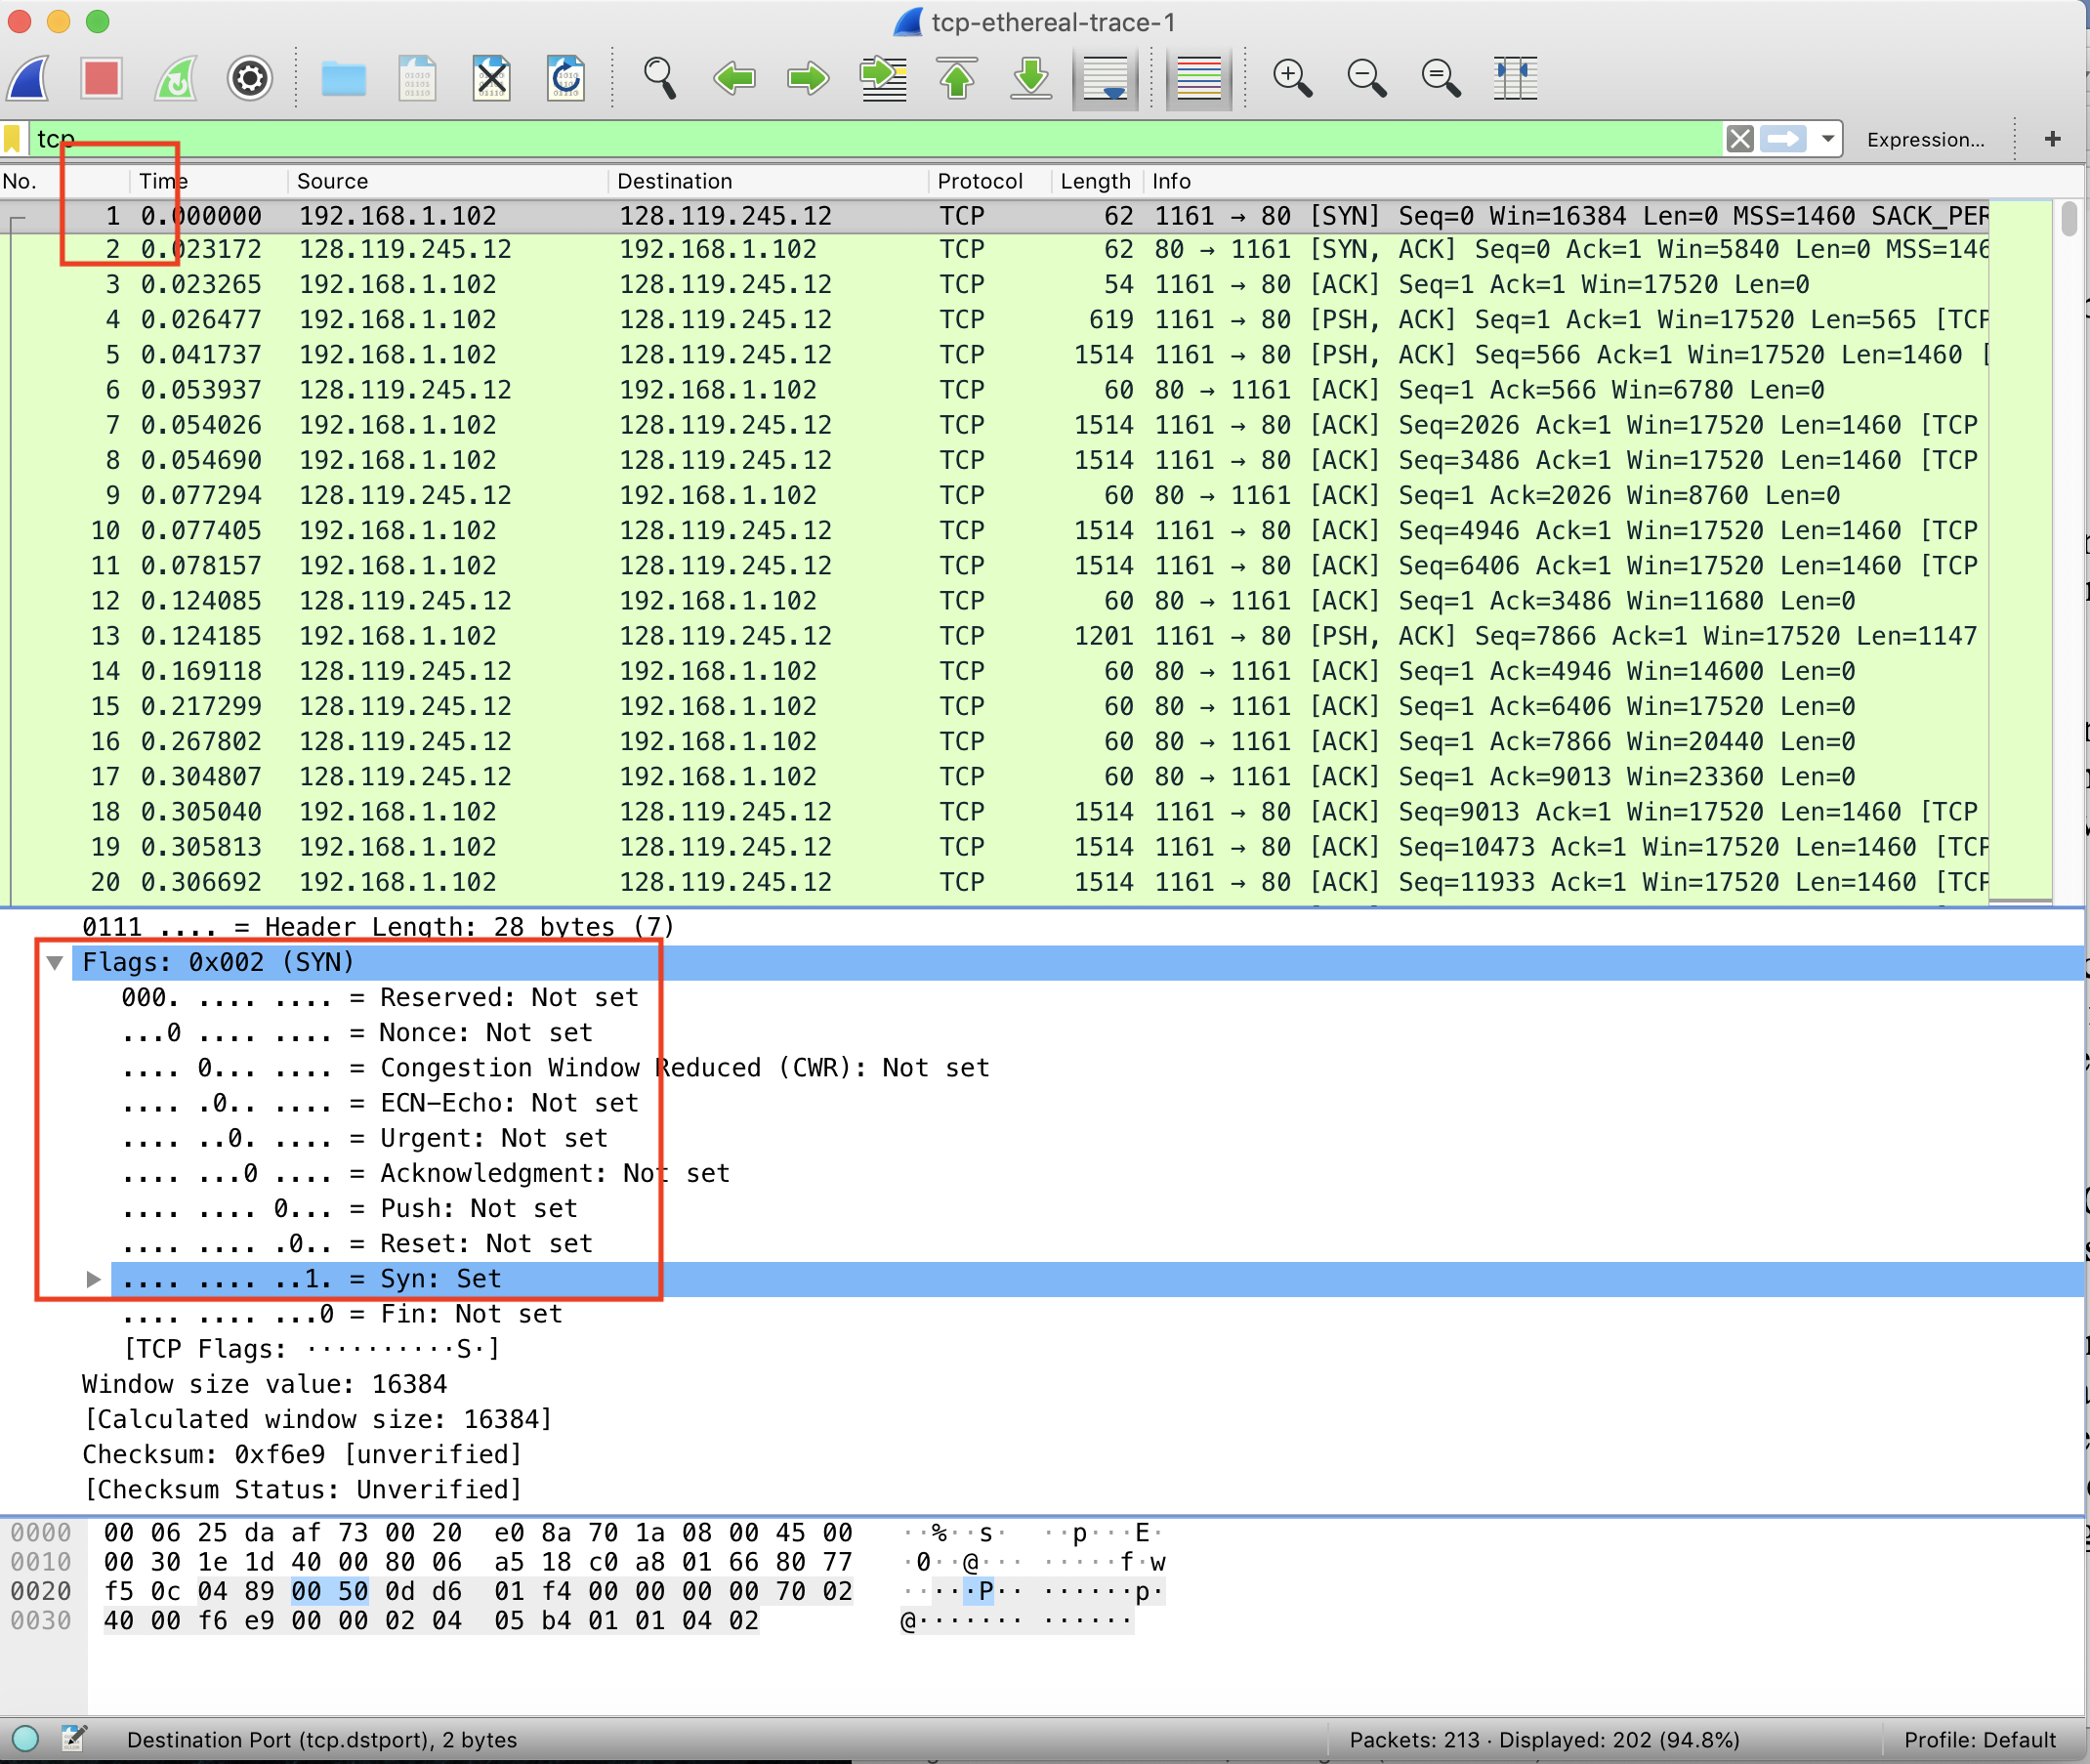 tcp-ethereal-trace-1
tcp Expression... +
No. Time Source Destination Protocol Length Info
1 0.000000 192.168.1.102 128.119.245.12 TCP 62 1161 → 80 [SYN] Seq=0 Win=16384 Len=0 MSS=1460 SACK_PER
2 0.023172 128.119.245.12 192.168.1.102 TCP 62 80 → 1161 [SYN, ACK] Seq=0 Ack=1 Win=5840 Len=0 MSS=146
3 0.023265 192.168.1.102 128.119.245.12 TCP 54 1161 → 80 [ACK] Seq=1 Ack=1 Win=17520 Len=0
4 0.026477 192.168.1.102 128.119.245.12 TCP 619 1161 → 80 [PSH, ACK] Seq=1 Ack=1 Win=17520 Len=565 [TCP
5 0.041737 192.168.1.102 128.119.245.12 TCP 1514 1161 → 80 [PSH, ACK] Seq=566 Ack=1 Win=17520 Len=1460 [
6 0.053937 128.119.245.12 192.168.1.102 TCP 60 80 → 1161 [ACK] Seq=1 Ack=566 Win=6780 Len=0
7 0.054026 192.168.1.102 128.119.245.12 TCP 1514 1161 → 80 [ACK] Seq=2026 Ack=1 Win=17520 Len=1460 [TCP
8 0.054690 192.168.1.102 128.119.245.12 TCP 1514 1161 → 80 [ACK] Seq=3486 Ack=1 Win=17520 Len=1460 [TCP
9 0.077294 128.119.245.12 192.168.1.102 TCP 60 80 → 1161 [ACK] Seq=1 Ack=2026 Win=8760 Len=0
10 0.077405 192.168.1.102 128.119.245.12 TCP 1514 1161 → 80 [ACK] Seq=4946 Ack=1 Win=17520 Len=1460 [TCP
11 0.078157 192.168.1.102 128.119.245.12 TCP 1514 1161 → 80 [ACK] Seq=6406 Ack=1 Win=17520 Len=1460 [TCP
12 0.124085 128.119.245.12 192.168.1.102 TCP 60 80 → 1161 [ACK] Seq=1 Ack=3486 Win=11680 Len=0
13 0.124185 192.168.1.102 128.119.245.12 TCP 1201 1161 → 80 [PSH, ACK] Seq=7866 Ack=1 Win=17520 Len=1147
14 0.169118 128.119.245.12 192.168.1.102 TCP 60 80 → 1161 [ACK] Seq=1 Ack=4946 Win=14600 Len=0
15 0.217299 128.119.245.12 192.168.1.102 TCP 60 80 → 1161 [ACK] Seq=1 Ack=6406 Win=17520 Len=0
16 0.267802 128.119.245.12 192.168.1.102 TCP 60 80 → 1161 [ACK] Seq=1 Ack=7866 Win=20440 Len=0
17 0.304807 128.119.245.12 192.168.1.102 TCP 60 80 → 1161 [ACK] Seq=1 Ack=9013 Win=23360 Len=0
18 0.305040 192.168.1.102 128.119.245.12 TCP 1514 1161 → 80 [ACK] Seq=9013 Ack=1 Win=17520 Len=1460 [TCP
19 0.305813 192.168.1.102 128.119.245.12 TCP 1514 1161 → 80 [ACK] Seq=10473 Ack=1 Win=17520 Len=1460 [TCP
20 0.306692 192.168.1.102 128.119.245.12 TCP 1514 1161 → 80 [ACK] Seq=11933 Ack=1 Win=17520 Len=1460 [TCP
0111 .... = Header Length: 28 bytes (7)
Flags: 0x002 (SYN)
000. .... .... = Reserved: Not set
...0 .... .... = Nonce: Not set
.... 0... .... = Congestion Window Reduced (CWR): Not set
.... .0.. .... = ECN-Echo: Not set
.... ..0. .... = Urgent: Not set
.... ...0 .... = Acknowledgment: Not set
.... .... 0... = Push: Not set
.... .... .0.. = Reset: Not set
.... .... ..1. = Syn: Set
.... .... ...0 = Fin: Not set
[TCP Flags: ··········S·]
Window size value: 16384
[Calculated window size: 16384]
Checksum: 0xf6e9 [unverified]
[Checksum Status: Unverified]
0000 00 06 25 da af 73 00 20 e0 8a 70 1a 08 00 45 00 ··%··s· ··p···E·
0010 00 30 1e 1d 40 00 80 06 a5 18 c0 a8 01 66 80 77 ·0··@··· ·····f·w
0020 f5 0c 04 89 00 50 0d d6 01 f4 00 00 00 00 70 02 ·····P·· ······p·
0030 40 00 f6 e9 00 00 02 04 05 b4 01 01 04 02 @······· ······
Destination Port (tcp.dstport), 2 bytes Packets: 213 · Displayed: 202 (94.8%) Profile: Default